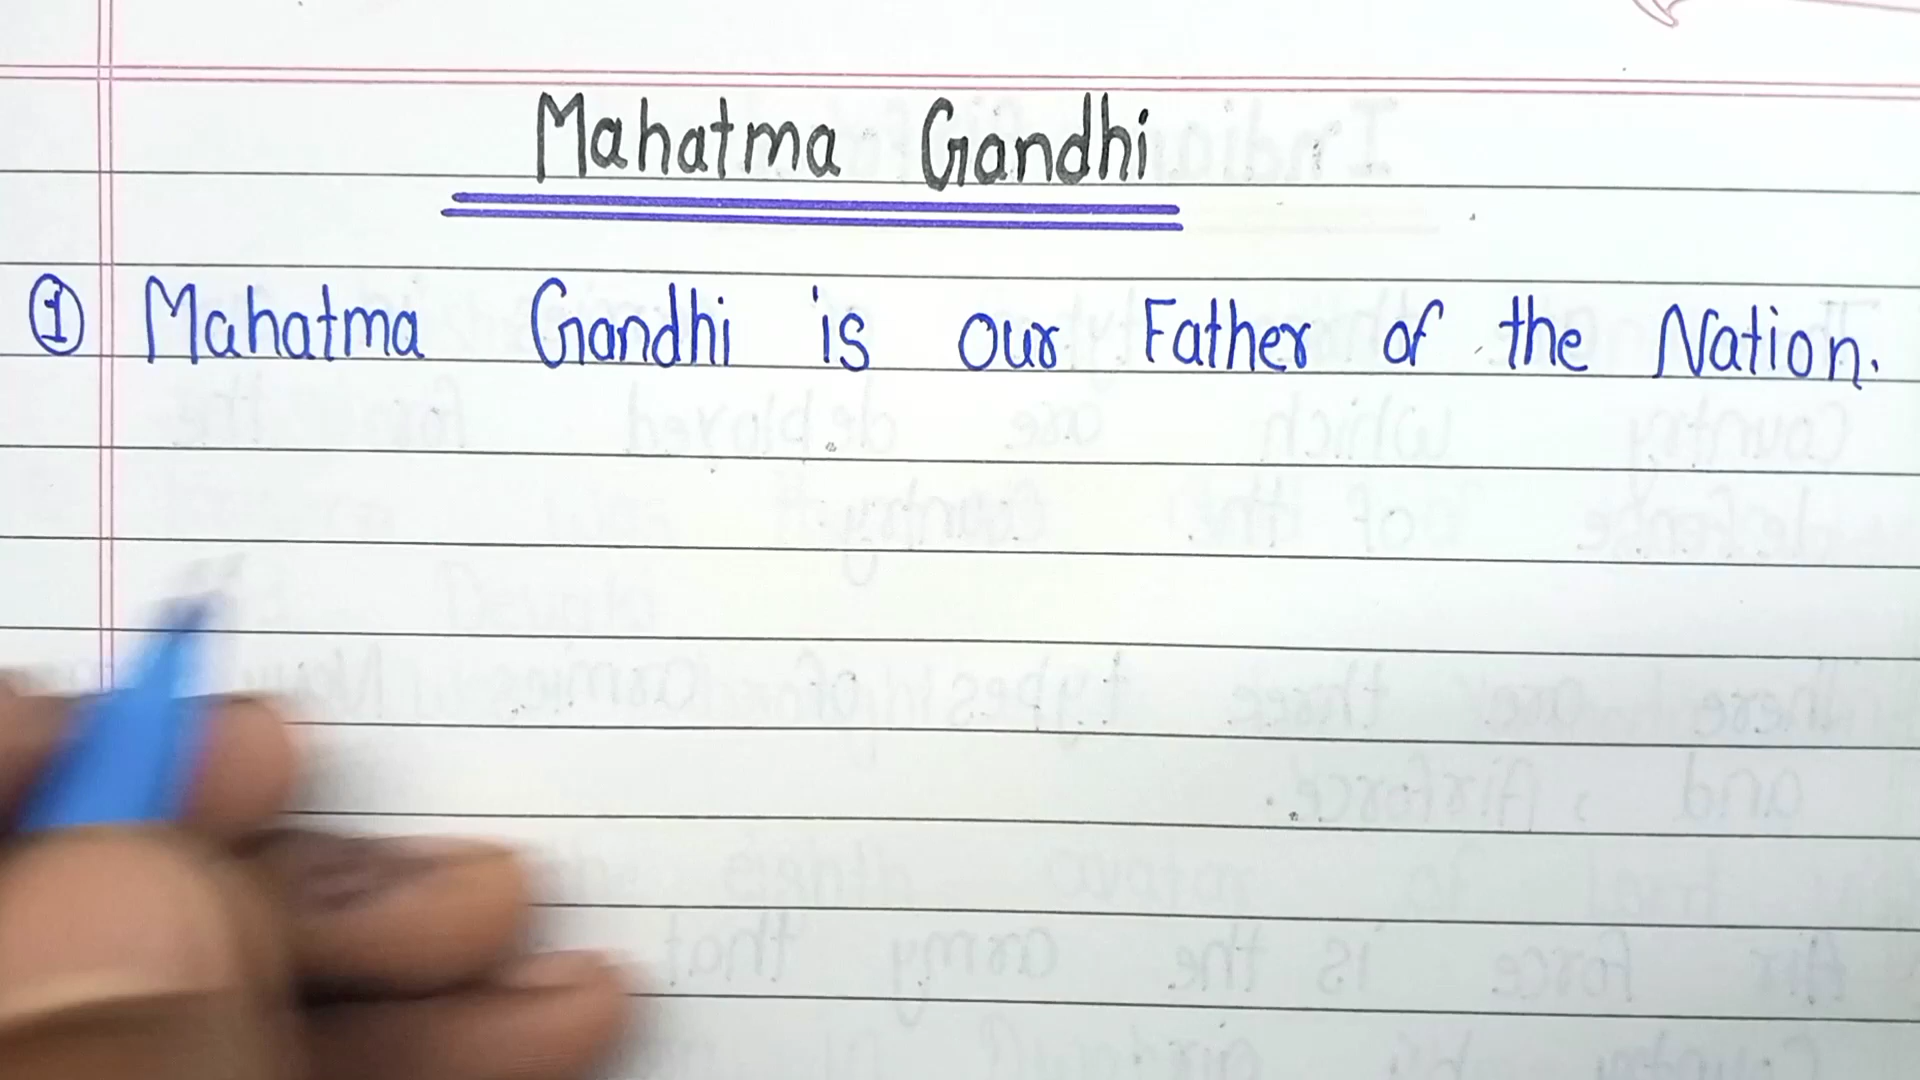 Mahatma Gandhi
① Mahatma Gandhi is our Father of the Nation.